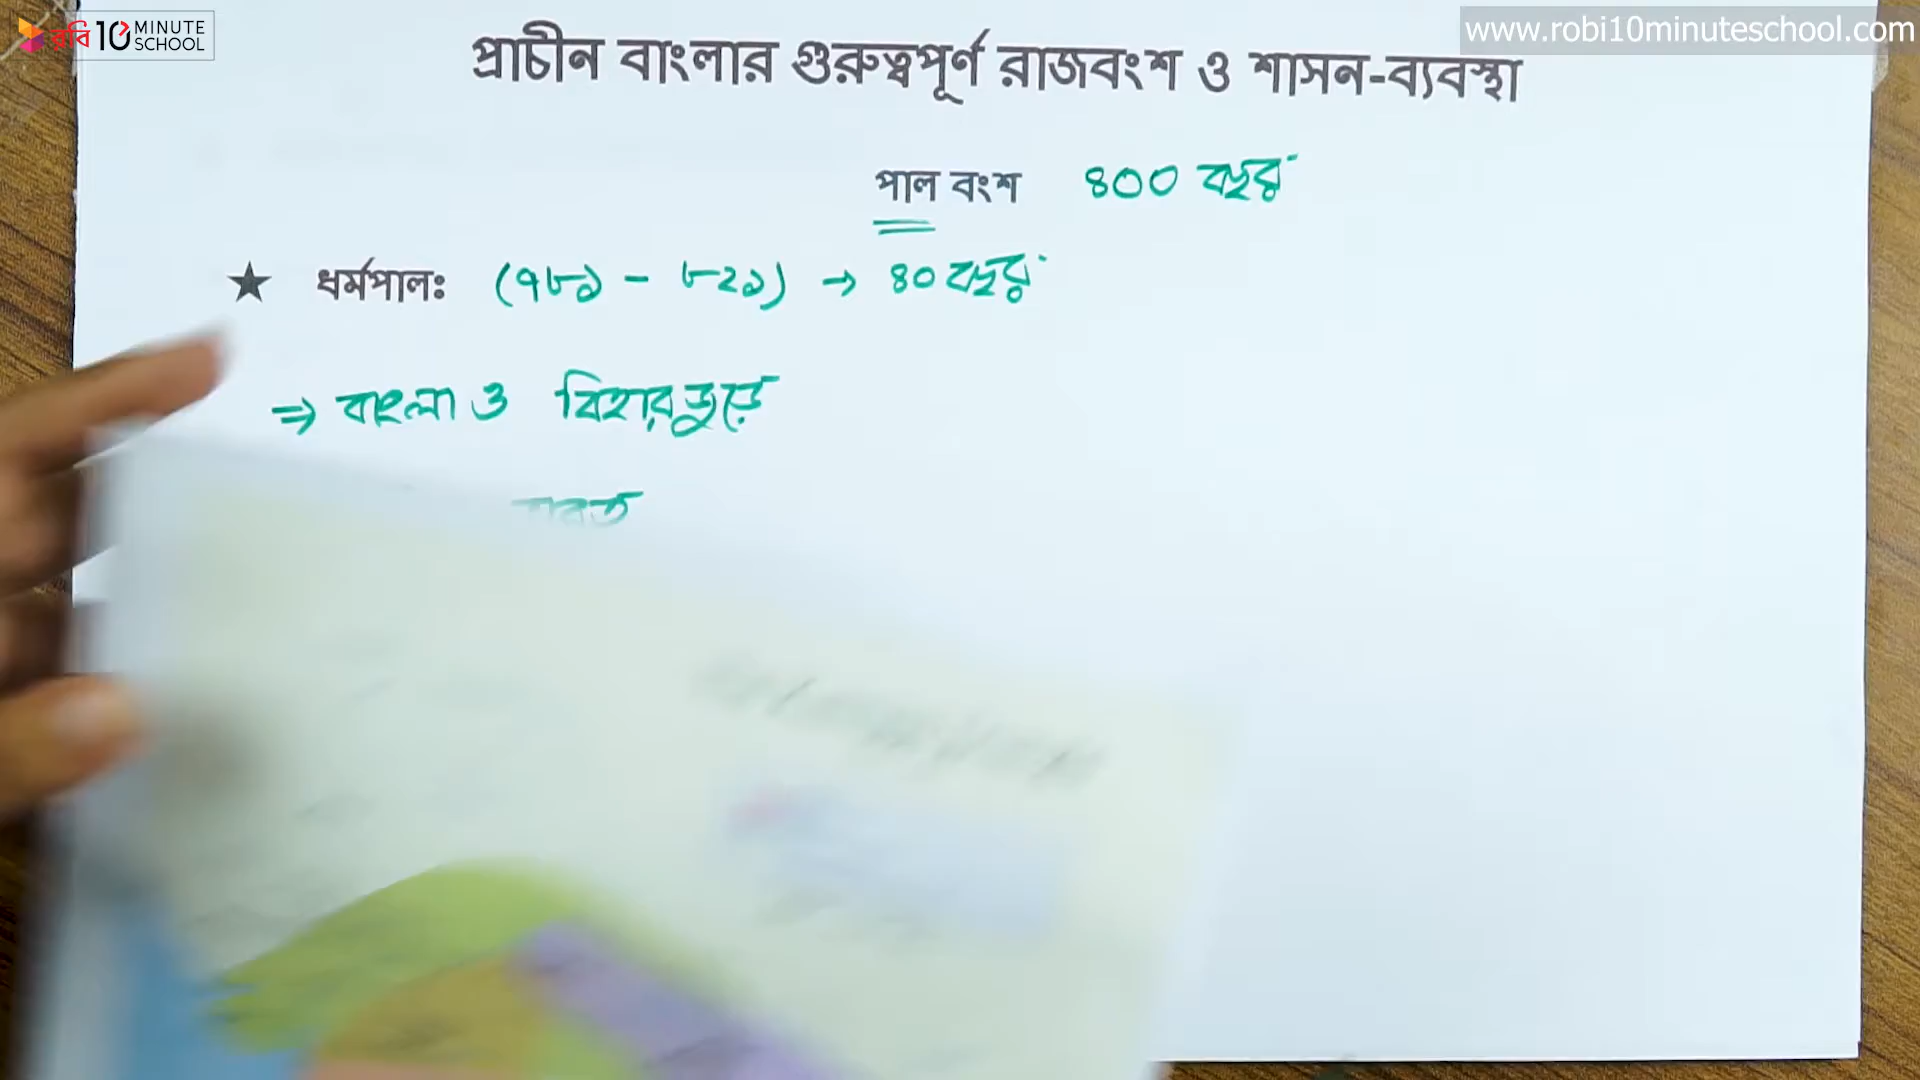 রবি 10 MINUTE SCHOOL
www.robi10minuteschool.com
প্রাচীন বাংলার গুরুত্বপূর্ণ রাজবংশ ও শাসন-ব্যবস্থা
পাল বংশ ৪০০ বছর
★ ধর্মপালঃ (৭৮১ - ৮২১) → ৪০ বছর
⇒ বাংলা ও বিহারজুড়ে